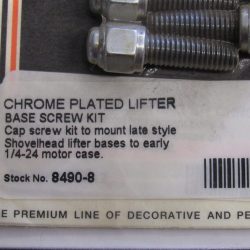 CHROME PLATED LIFTER
BASE SCREW KIT
Cap screw kit to mount late style
Shovelhead lifter bases to early
1/4-24 motor case.
Stock No. 8490-8
E PREMIUM LINE OF DECORATIVE AND PE